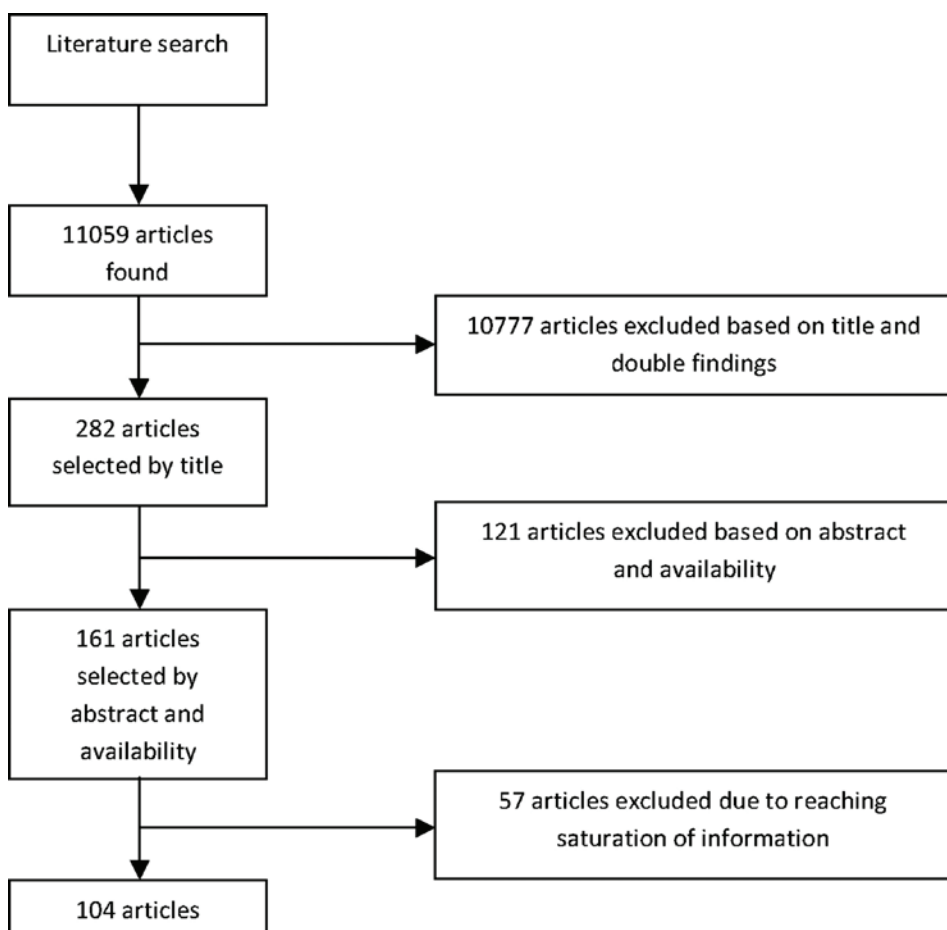 Literature search
11059 articles
found
10777 articles excluded based on title and
double findings
282 articles
selected by title
121 articles excluded based on abstract
and availability
161 articles
selected by
abstract and
availability
57 articles excluded due to reaching
saturation of information
104 articles